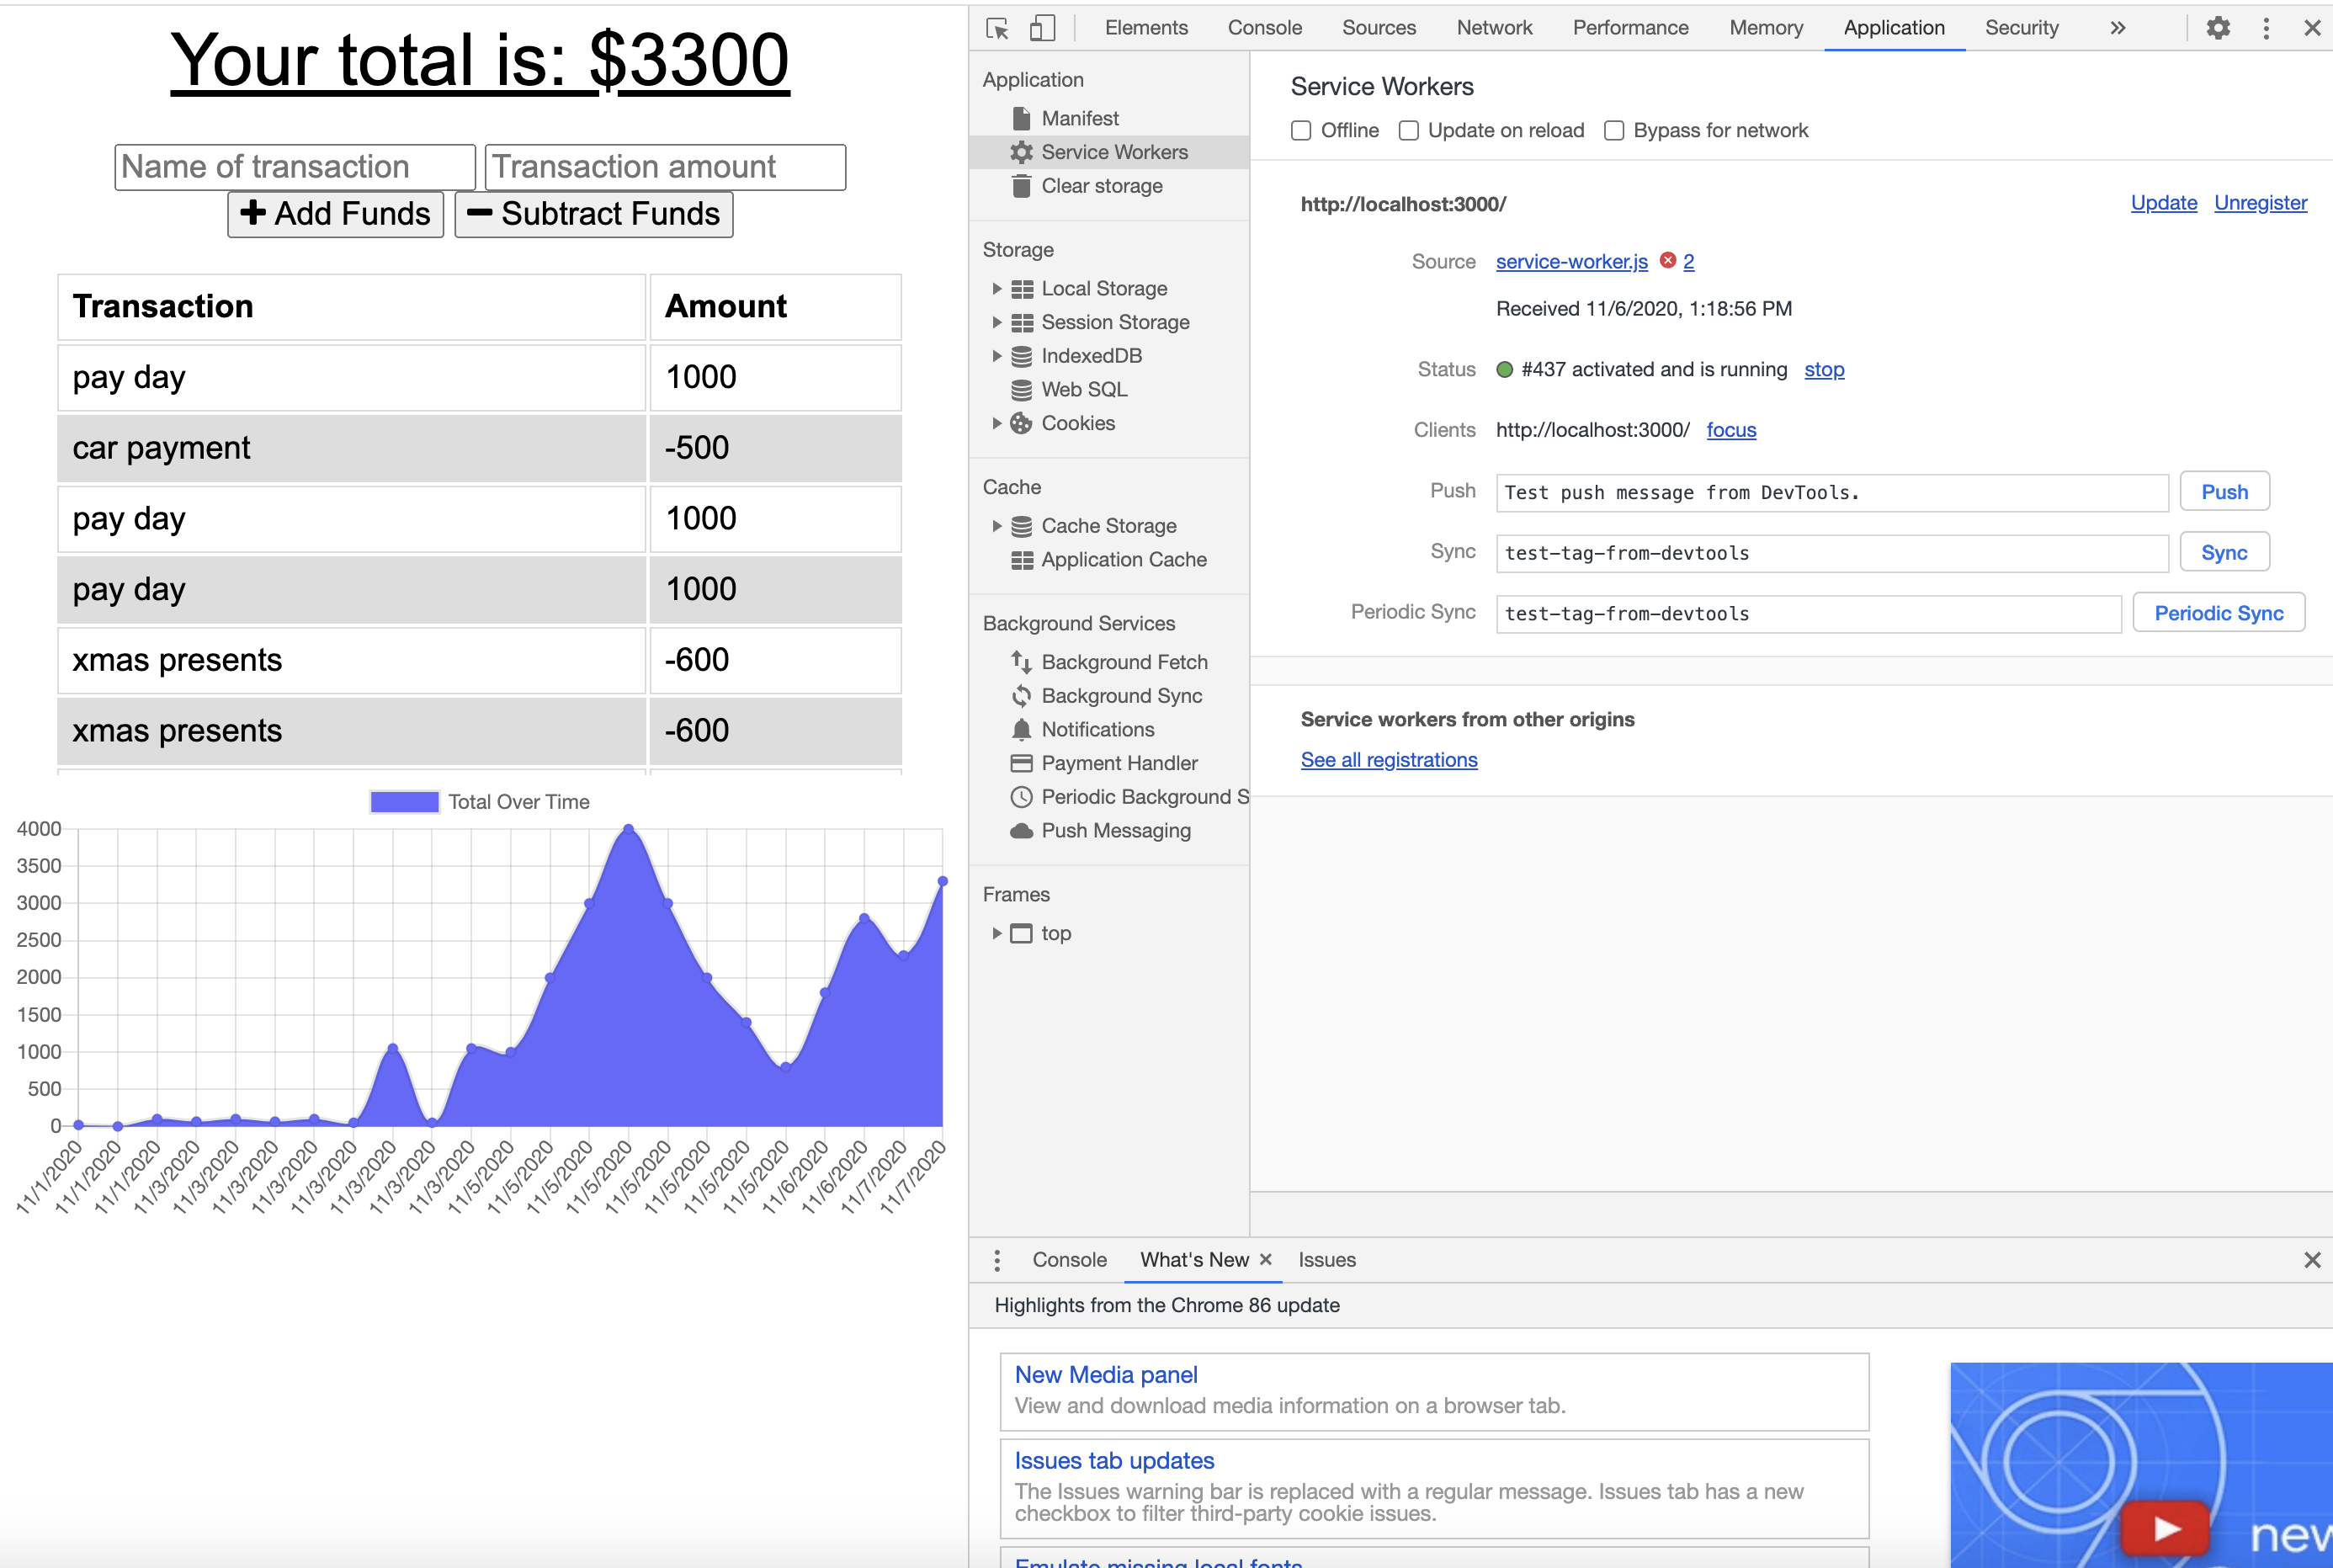 Your total is: $3300
Name of transaction Transaction amount
Add Funds Subtract Funds
Transaction Amount
pay day 1000
car payment -500
pay day 1000
pay day 1000
xmas presents -600
xmas presents -600
Total Over Time
4000
3500
3000
2500
2000
1500
1000
500
0
11/1/2020
11/1/2020
11/1/2020
11/3/2020
11/3/2020
11/3/2020
11/3/2020
11/3/2020
11/3/2020
11/3/2020
11/3/2020
11/5/2020
11/5/2020
11/5/2020
11/5/2020
11/5/2020
11/5/2020
11/5/2020
11/5/2020
11/6/2020
11/6/2020
11/7/2020
11/7/2020
Elements Console Sources Network Performance Memory Application Security
Application
Manifest
Service Workers
Clear storage
Storage
Local Storage
Session Storage
IndexedDB
Web SQL
Cookies
Cache
Cache Storage
Application Cache
Background Services
Background Fetch
Background Sync
Notifications
Payment Handler
Periodic Background S
Push Messaging
Frames
top
Service Workers
Offline Update on reload Bypass for network
http://localhost:3000/ Update Unregister
Source service-worker.js 2
Received 11/6/2020, 1:18:56 PM
Status #437 activated and is running stop
Clients http://localhost:3000/ focus
Push Test push message from DevTools. Push
Sync test-tag-from-devtools Sync
Periodic Sync test-tag-from-devtools Periodic Sync
Service workers from other origins
See all registrations
Console What's New Issues
Highlights from the Chrome 86 update
New Media panel
View and download media information on a browser tab.
Issues tab updates
The Issues warning bar is replaced with a regular message. Issues tab has a new
checkbox to filter third-party cookie issues.
Emulate missing local fonts
new